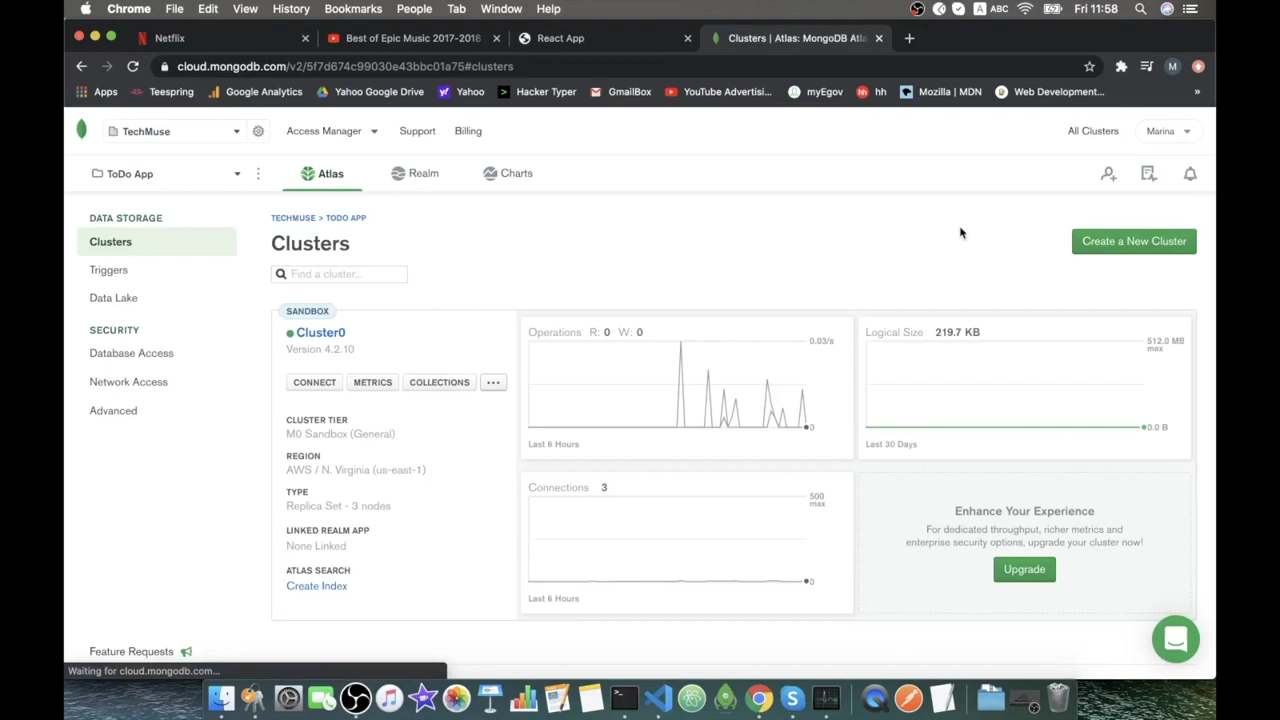 Chrome File Edit View History Bookmarks People Tab Window Help A ABC Fri 11:58
Netflix
Best of Epic Music 2017-2018
React App
Clusters | Atlas: MongoDB Atla
cloud.mongodb.com/v2/5f7d674c99030e43bbc01a75#clusters M
Apps Teespring Google Analytics Yahoo Google Drive Yahoo Hacker Typer GmailBox YouTube Advertisi... myEgov hh hh Mozilla | MDN Web Development... »
TechMuse Access Manager Support Billing All Clusters Marina
ToDo App Atlas Realm Charts
DATA STORAGE
Clusters
Triggers
Data Lake
SECURITY
Database Access
Network Access
Advanced
Feature Requests
TECHMUSE > TODO APP
Clusters
Create a New Cluster
Find a cluster...
SANDBOX
Cluster0
Version 4.2.10
CONNECT METRICS COLLECTIONS ...
CLUSTER TIER
M0 Sandbox (General)
REGION
AWS / N. Virginia (us-east-1)
TYPE
Replica Set - 3 nodes
LINKED REALM APP
None Linked
ATLAS SEARCH
Create Index
Operations R: 0 W: 0
0.03/s
0
Last 6 Hours
Logical Size 219.7 KB
512.0 MB
max
0.0 B
Last 30 Days
Connections 3
500
max
0
Last 6 Hours
Enhance Your Experience
For dedicated throughput, richer metrics and
enterprise security options, upgrade your cluster now!
Upgrade
Waiting for cloud.mongodb.com...